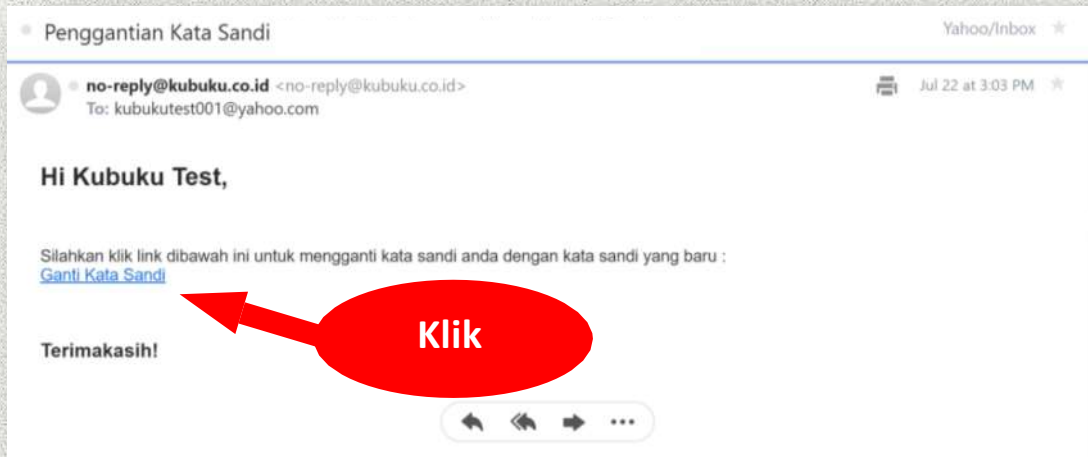 Penggantian Kata Sandi
Yahoo/Inbox
no-reply@kubuku.co.id <no-reply@kubuku.co.id>
Jul 22 at 3:03 PM
To: kubukutest001@yahoo.com
Hi Kubuku Test,
Silahkan klik link dibawah ini untuk mengganti kata sandi anda dengan kata sandi yang baru :
Ganti Kata Sandi
Klik
Terimakasih!